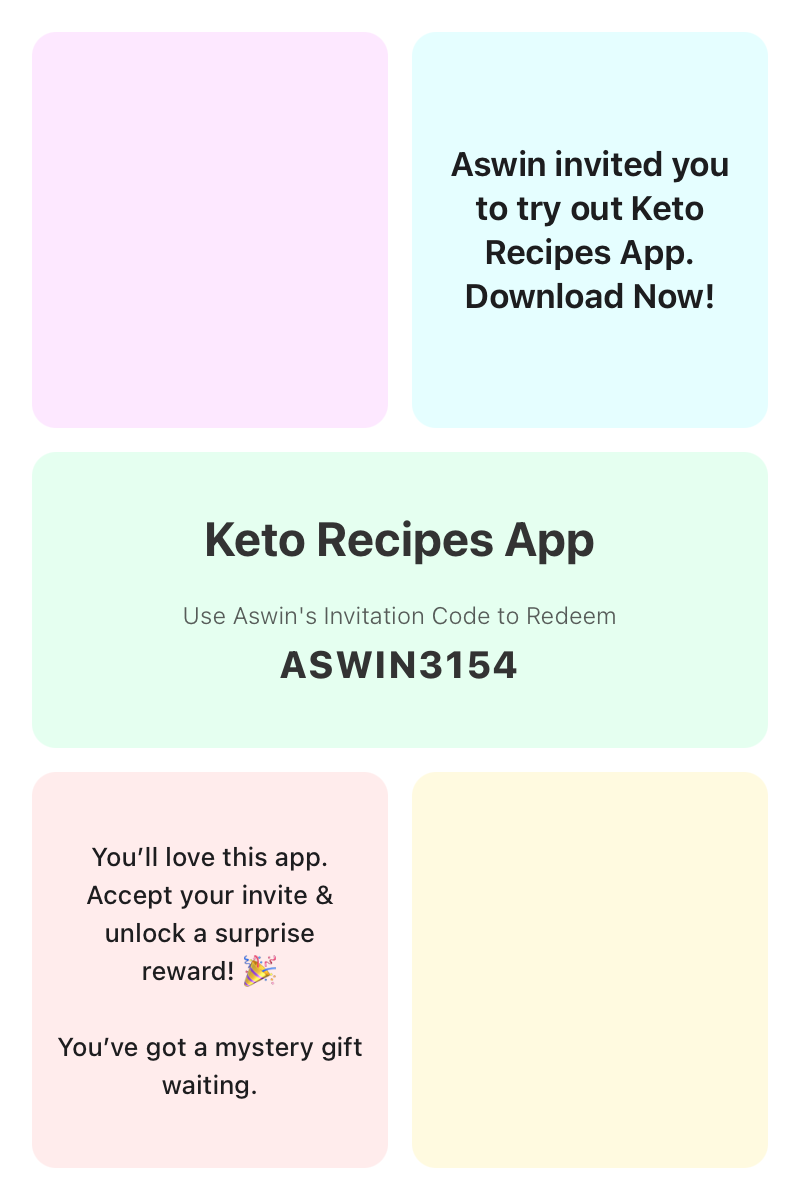 Aswin invited you
to try out Keto
Recipes App.
Download Now!
Keto Recipes App
Use Aswin's Invitation Code to Redeem
ASWIN3154
You’ll love this app.
Accept your invite &
unlock a surprise
reward! 🎉
You’ve got a mystery gift
waiting.